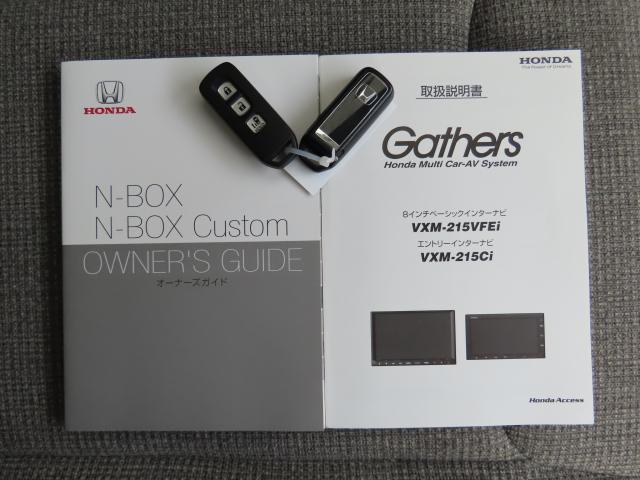 HONDA
N-BOX
N-BOX Custom
OWNER'S GUIDE
オーナーズガイド
HONDA
The Power of Dreams
取扱説明書
Gathers
Honda Multi Car-AV System
8インチベーシックインターナビ
VXM-215VFEi
エントリーインターナビ
VXM-215Ci
Honda Access